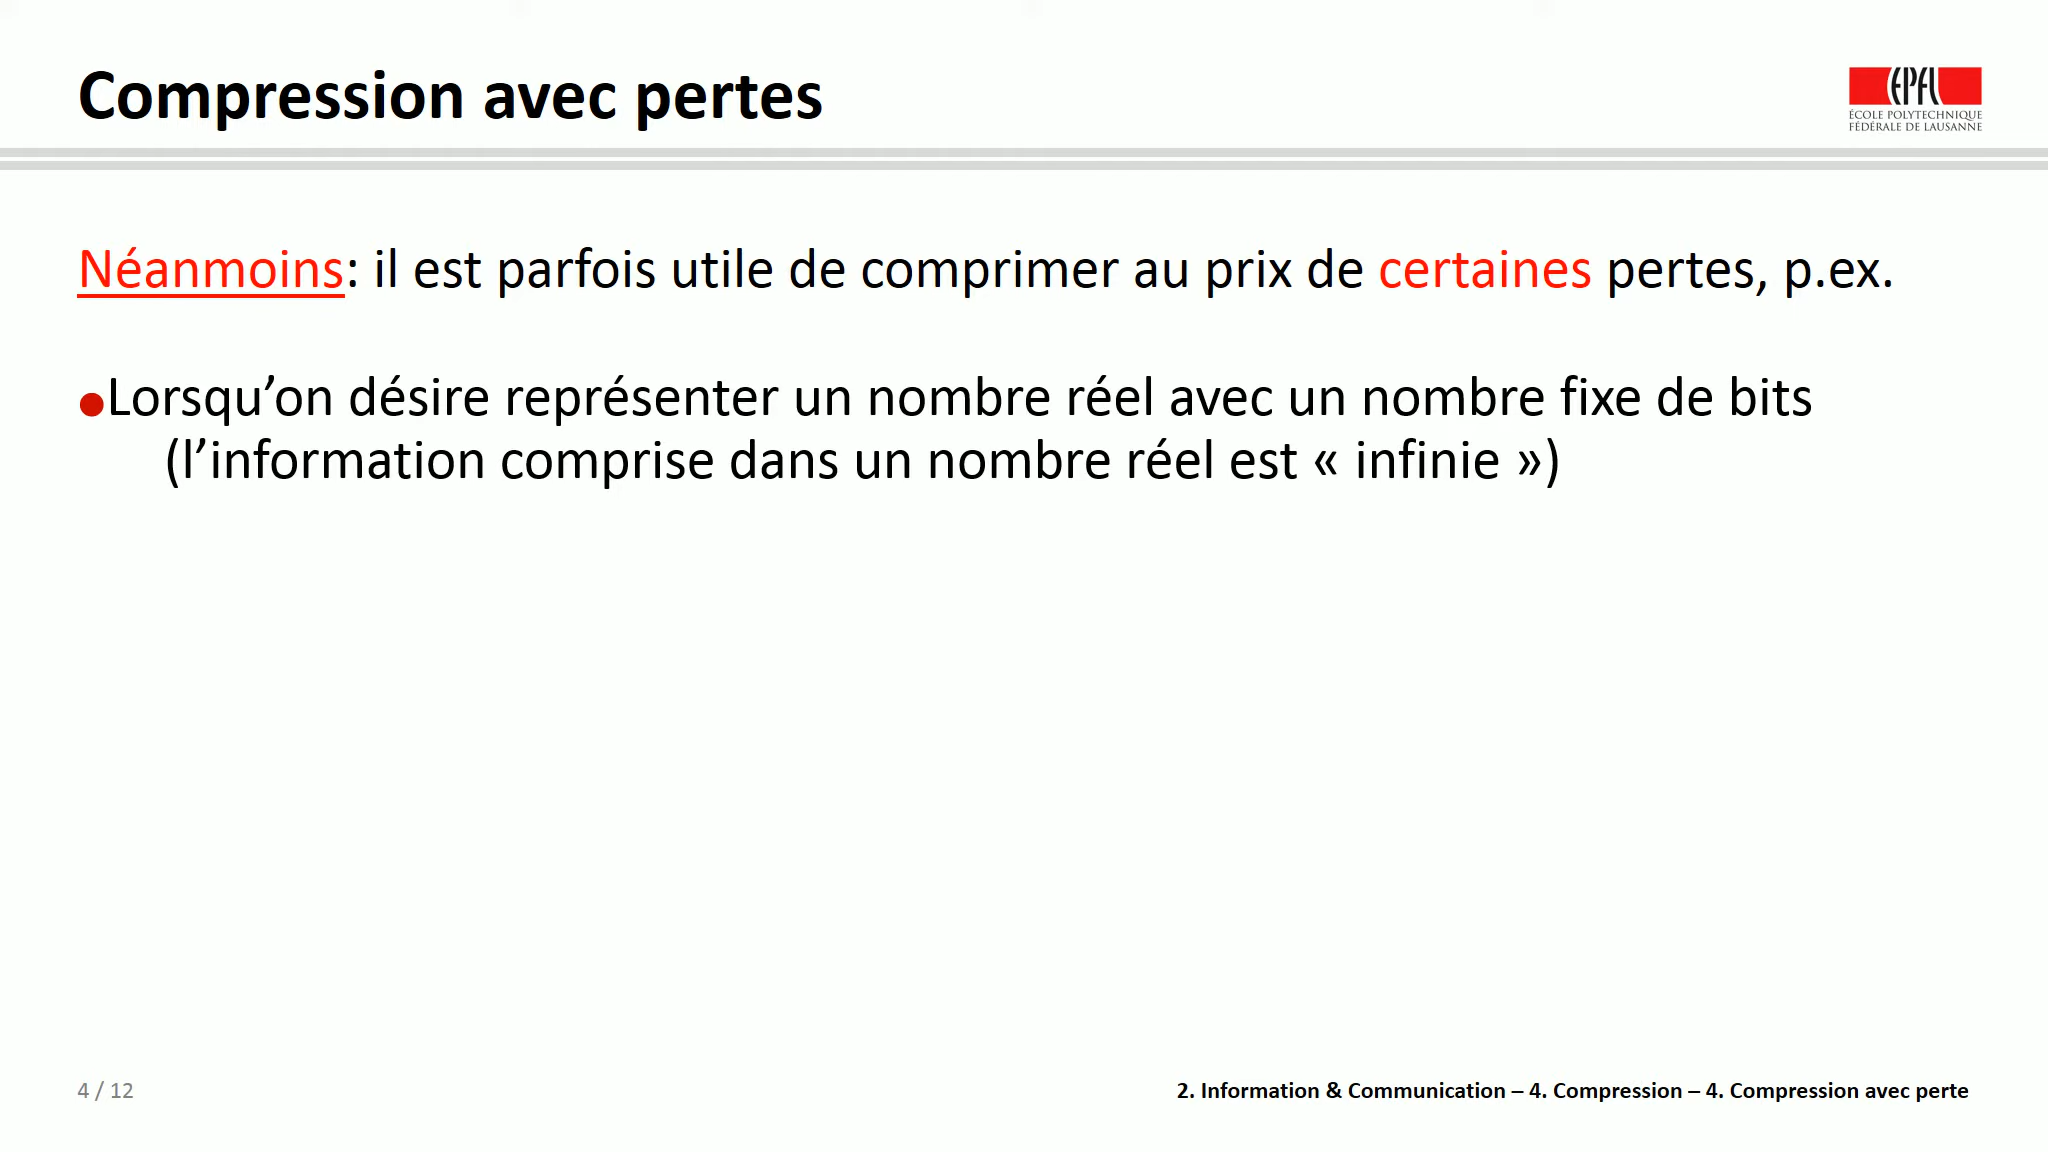 Compression avec pertes
EPFL
ÉCOLE POLYTECHNIQUE
FÉDÉRALE DE LAUSANNE
Néanmoins: il est parfois utile de comprimer au prix de certaines pertes, p.ex.
●Lorsqu’on désire représenter un nombre réel avec un nombre fixe de bits
(l’information comprise dans un nombre réel est « infinie »)
4 / 12
2. Information & Communication – 4. Compression – 4. Compression avec perte